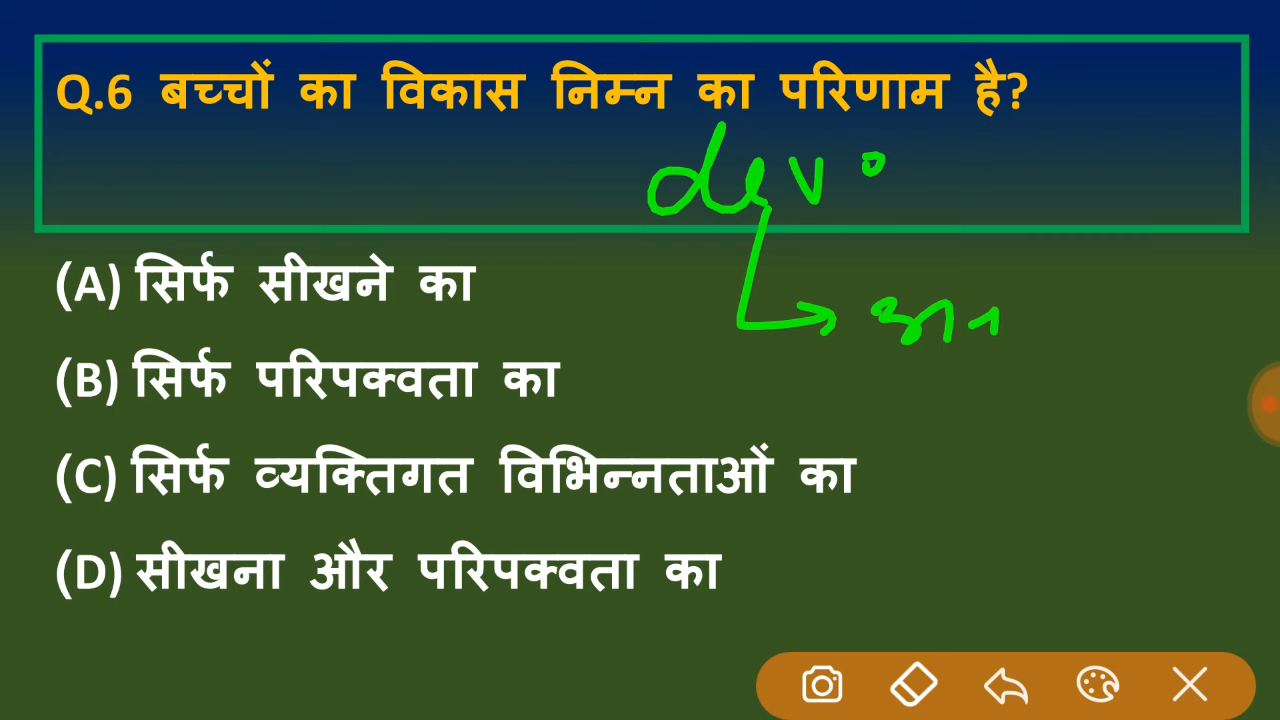 Q.6 बच्चों का विकास निम्न का परिणाम है?
dev
(A) सिर्फ सीखने का
(B) सिर्फ परिपक्वता का
(C) सिर्फ व्यक्तिगत विभिन्नताओं का
(D) सीखना और परिपक्वता का